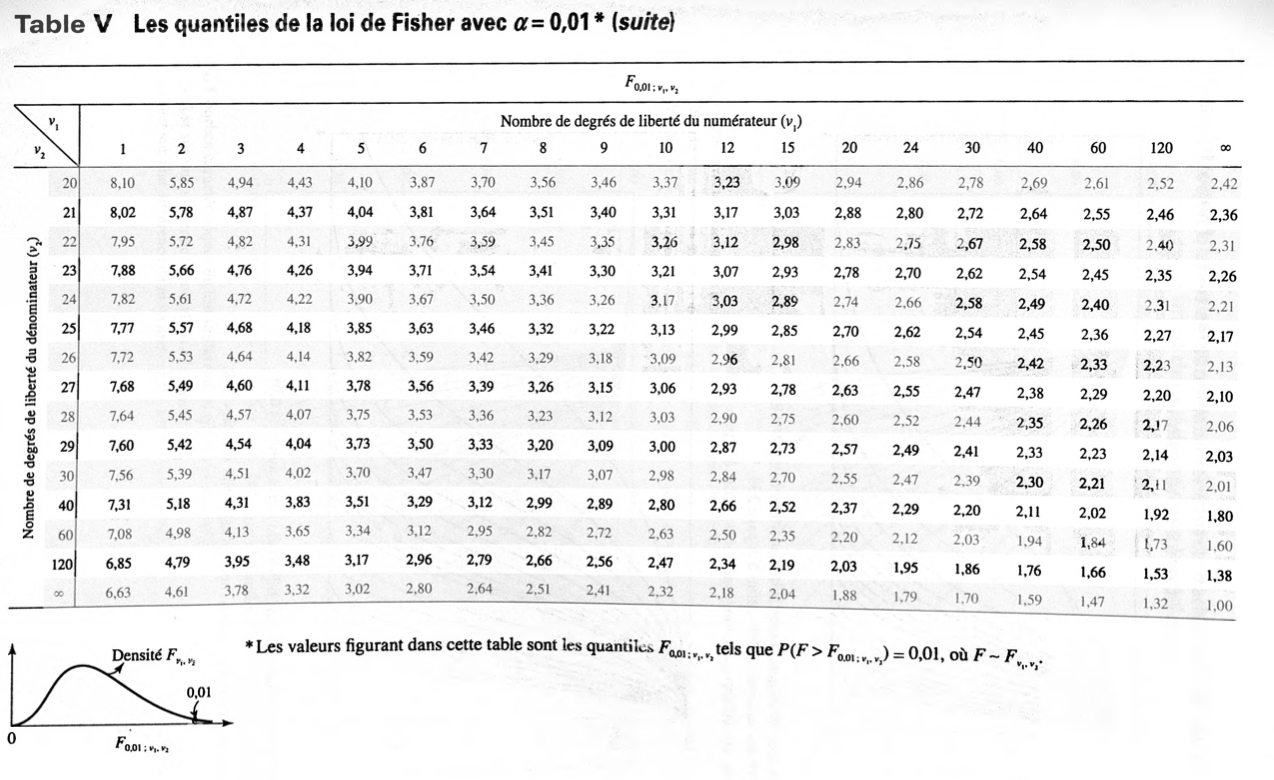 Table V Les quantiles de la loi de Fisher avec α = 0,01 * (suite)
F0,01 ; ν1, ν2
ν1
Nombre de degrés de liberté du numérateur (ν1)
ν2 1 2 3 4 5 6 7 8 9 10 12 15 20 24 30 40 60 120 ∞
Nombre de degrés de liberté du dénominateur (ν2)
20 8,10 5,85 4,94 4,43 4,10 3,87 3,70 3,56 3,46 3,37 3,23 3,09 2,94 2,86 2,78 2,69 2,61 2,52 2,42
21 8,02 5,78 4,87 4,37 4,04 3,81 3,64 3,51 3,40 3,31 3,17 3,03 2,88 2,80 2,72 2,64 2,55 2,46 2,36
22 7,95 5,72 4,82 4,31 3,99 3,76 3,59 3,45 3,35 3,26 3,12 2,98 2,83 2,75 2,67 2,58 2,50 2,40 2,31
23 7,88 5,66 4,76 4,26 3,94 3,71 3,54 3,41 3,30 3,21 3,07 2,93 2,78 2,70 2,62 2,54 2,45 2,35 2,26
24 7,82 5,61 4,72 4,22 3,90 3,67 3,50 3,36 3,26 3,17 3,03 2,89 2,74 2,66 2,58 2,49 2,40 2,31 2,21
25 7,77 5,57 4,68 4,18 3,85 3,63 3,46 3,32 3,22 3,13 2,99 2,85 2,70 2,62 2,54 2,45 2,36 2,27 2,17
26 7,72 5,53 4,64 4,14 3,82 3,59 3,42 3,29 3,18 3,09 2,96 2,81 2,66 2,58 2,50 2,42 2,33 2,23 2,13
27 7,68 5,49 4,60 4,11 3,78 3,56 3,39 3,26 3,15 3,06 2,93 2,78 2,63 2,55 2,47 2,38 2,29 2,20 2,10
28 7,64 5,45 4,57 4,07 3,75 3,53 3,36 3,23 3,12 3,03 2,90 2,75 2,60 2,52 2,44 2,35 2,26 2,17 2,06
29 7,60 5,42 4,54 4,04 3,73 3,50 3,33 3,20 3,09 3,00 2,87 2,73 2,57 2,49 2,41 2,33 2,23 2,14 2,03
30 7,56 5,39 4,51 4,02 3,70 3,47 3,30 3,17 3,07 2,98 2,84 2,70 2,55 2,47 2,39 2,30 2,21 2,11 2,01
40 7,31 5,18 4,31 3,83 3,51 3,29 3,12 2,99 2,89 2,80 2,66 2,52 2,37 2,29 2,20 2,11 2,02 1,92 1,80
60 7,08 4,98 4,13 3,65 3,34 3,12 2,95 2,82 2,72 2,63 2,50 2,35 2,20 2,12 2,03 1,94 1,84 1,73 1,60
120 6,85 4,79 3,95 3,48 3,17 2,96 2,79 2,66 2,56 2,47 2,34 2,19 2,03 1,95 1,86 1,76 1,66 1,53 1,38
∞ 6,63 4,61 3,78 3,32 3,02 2,80 2,64 2,51 2,41 2,32 2,18 2,04 1,88 1,79 1,70 1,59 1,47 1,32 1,00
* Les valeurs figurant dans cette table sont les quantiles F0,01 ; ν1, ν2 tels que P(F > F0,01 ; ν1, ν2) = 0,01, où F ~ Fν1, ν2.
Densité Fν1, ν2
0,01
0
F0,01 ; ν1, ν2